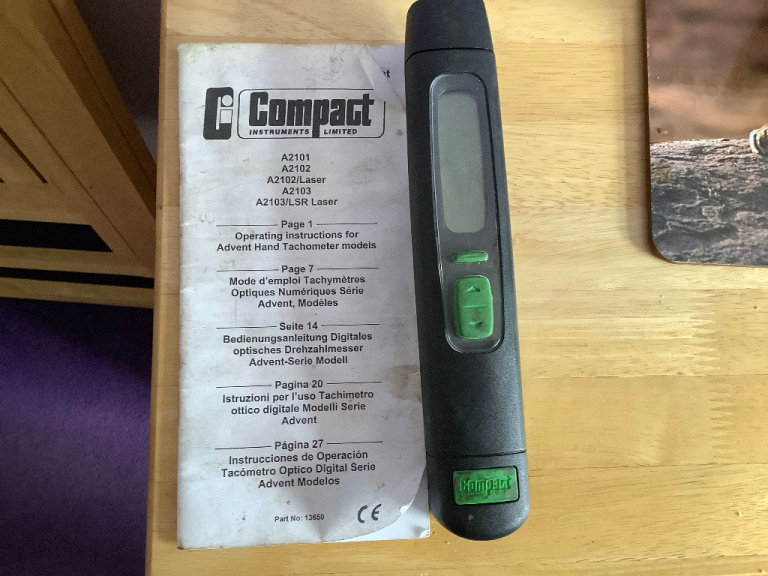 Compact
INSTRUMENTS LIMITED
A2101
A2102
A2102/Laser
A2103
A2103/LSR Laser
Page 1
Operating instructions for
Advent Hand Tachometer models
Page 7
Mode d'emploi Tachymètres
Optiques Numériques Série
Advent, Modèles
Seite 14
Bedienungsanleitung Digitales
optisches Drehzahlmesser
Advent-Serie Modell
Pagina 20
Istruzioni per l'uso Tachimetro
ottico digitale Modelli Serie
Advent
Página 27
Instrucciones de Operación
Tacómetro Optico Digital Serie
Advent Modelos
Part No: 13650
CE
Compact